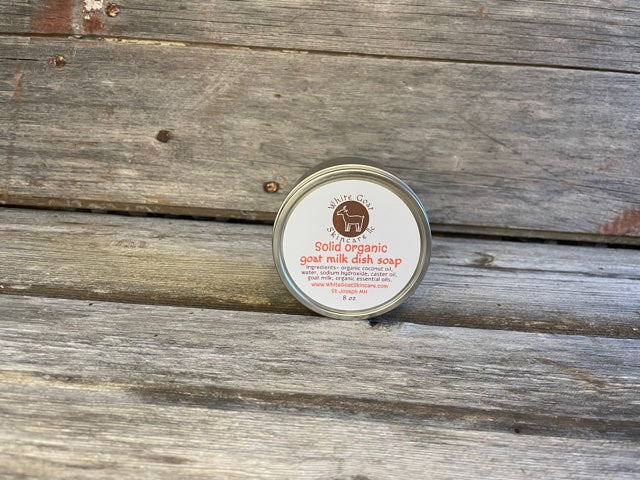 White Goat
Skincare llc
Solid organic
goat milk dish soap
Ingredients- organic coconut oil,
water, sodium hydroxide, caster oil,
goat milk, organic essential oils.
www.WhiteGoatSkincare.com
St Joseph MN
8 oz